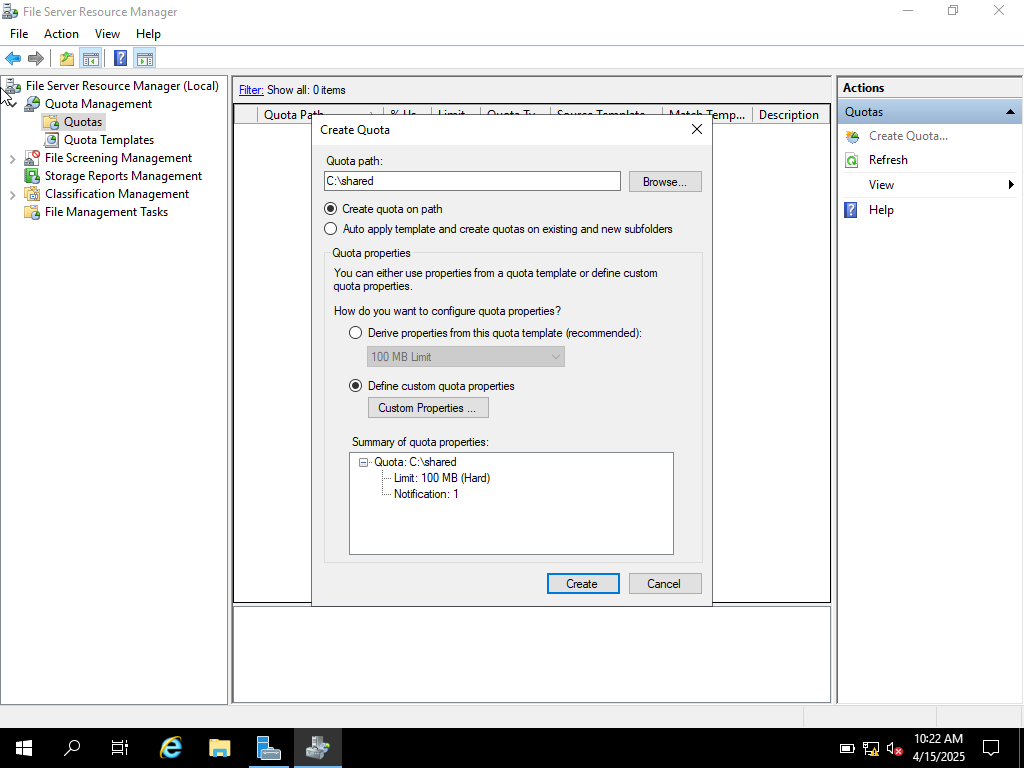 File Server Resource Manager
File Action View Help
File Server Resource Manager (Local)
Quota Management
Quotas
Quota Templates
File Screening Management
Storage Reports Management
Classification Management
File Management Tasks
Filter: Show all: 0 items
Quota Path % Us... Limit Quota Ty... Source Template Match Temp... Description
Create Quota
Quota path:
C:\shared
Browse...
Create quota on path
Auto apply template and create quotas on existing and new subfolders
Quota properties
You can either use properties from a quota template or define custom
quota properties.
How do you want to configure quota properties?
Derive properties from this quota template (recommended):
100 MB Limit
Define custom quota properties
Custom Properties ...
Summary of quota properties:
Quota: C:\shared
Limit: 100 MB (Hard)
Notification: 1
Create Cancel
Actions
Quotas
Create Quota...
Refresh
View
Help
10:22 AM
4/15/2025